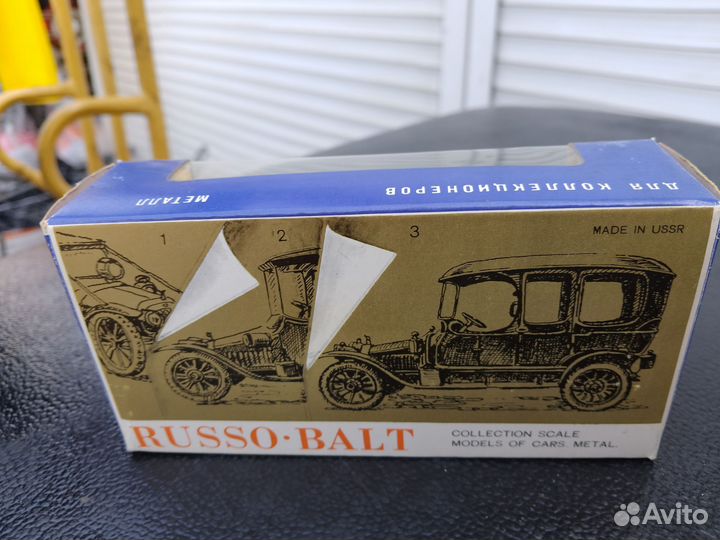 ДЛЯ КОЛЛЕКЦИОНЕРОВ
МЕТАЛЛ
1 2 3
MADE IN USSR
RUSSO·BALT
COLLECTION SCALE
MODELS OF CARS. METAL.
Avito